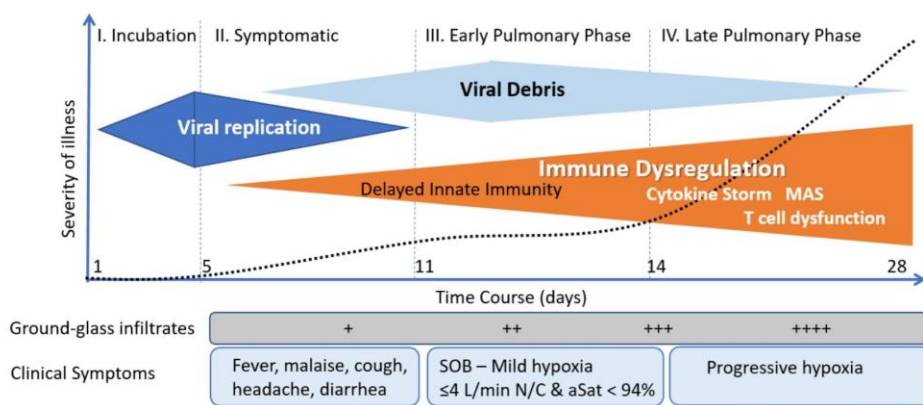 I. Incubation
II. Symptomatic
III. Early Pulmonary Phase
IV. Late Pulmonary Phase
Severity of illness
Viral Debris
Viral replication
Immune Dysregulation
Delayed Innate Immunity
Cytokine Storm MAS
T cell dysfunction
1 5 11 14 28
Time Course (days)
Ground-glass infiltrates + ++ +++ ++++
Clinical Symptoms
Fever, malaise, cough,
headache, diarrhea
SOB – Mild hypoxia
≤4 L/min N/C & aSat < 94%
Progressive hypoxia